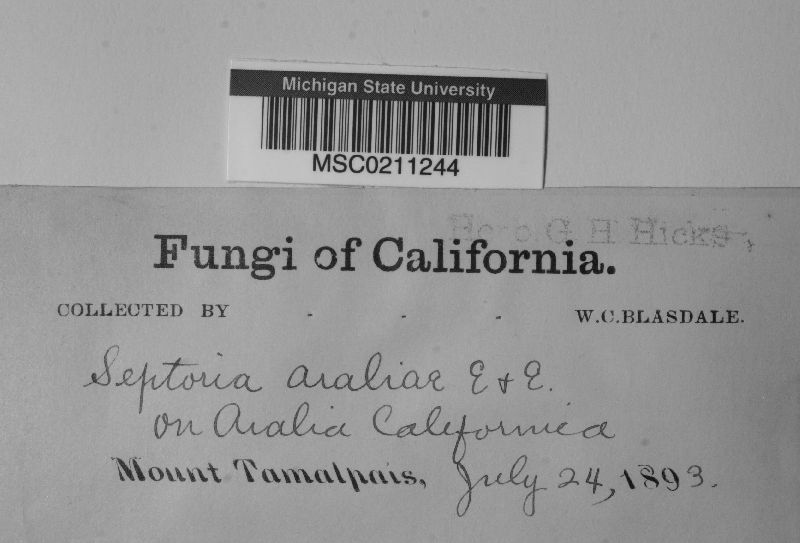 Michigan State University
MSC0211244
Herb G H Hicks
Fungi of California.
COLLECTED BY - - - W.C.BLASDALE.
Septoria araliae E & E.
on Aralia Californica
Mount Tamalpais, July 24, 1893.